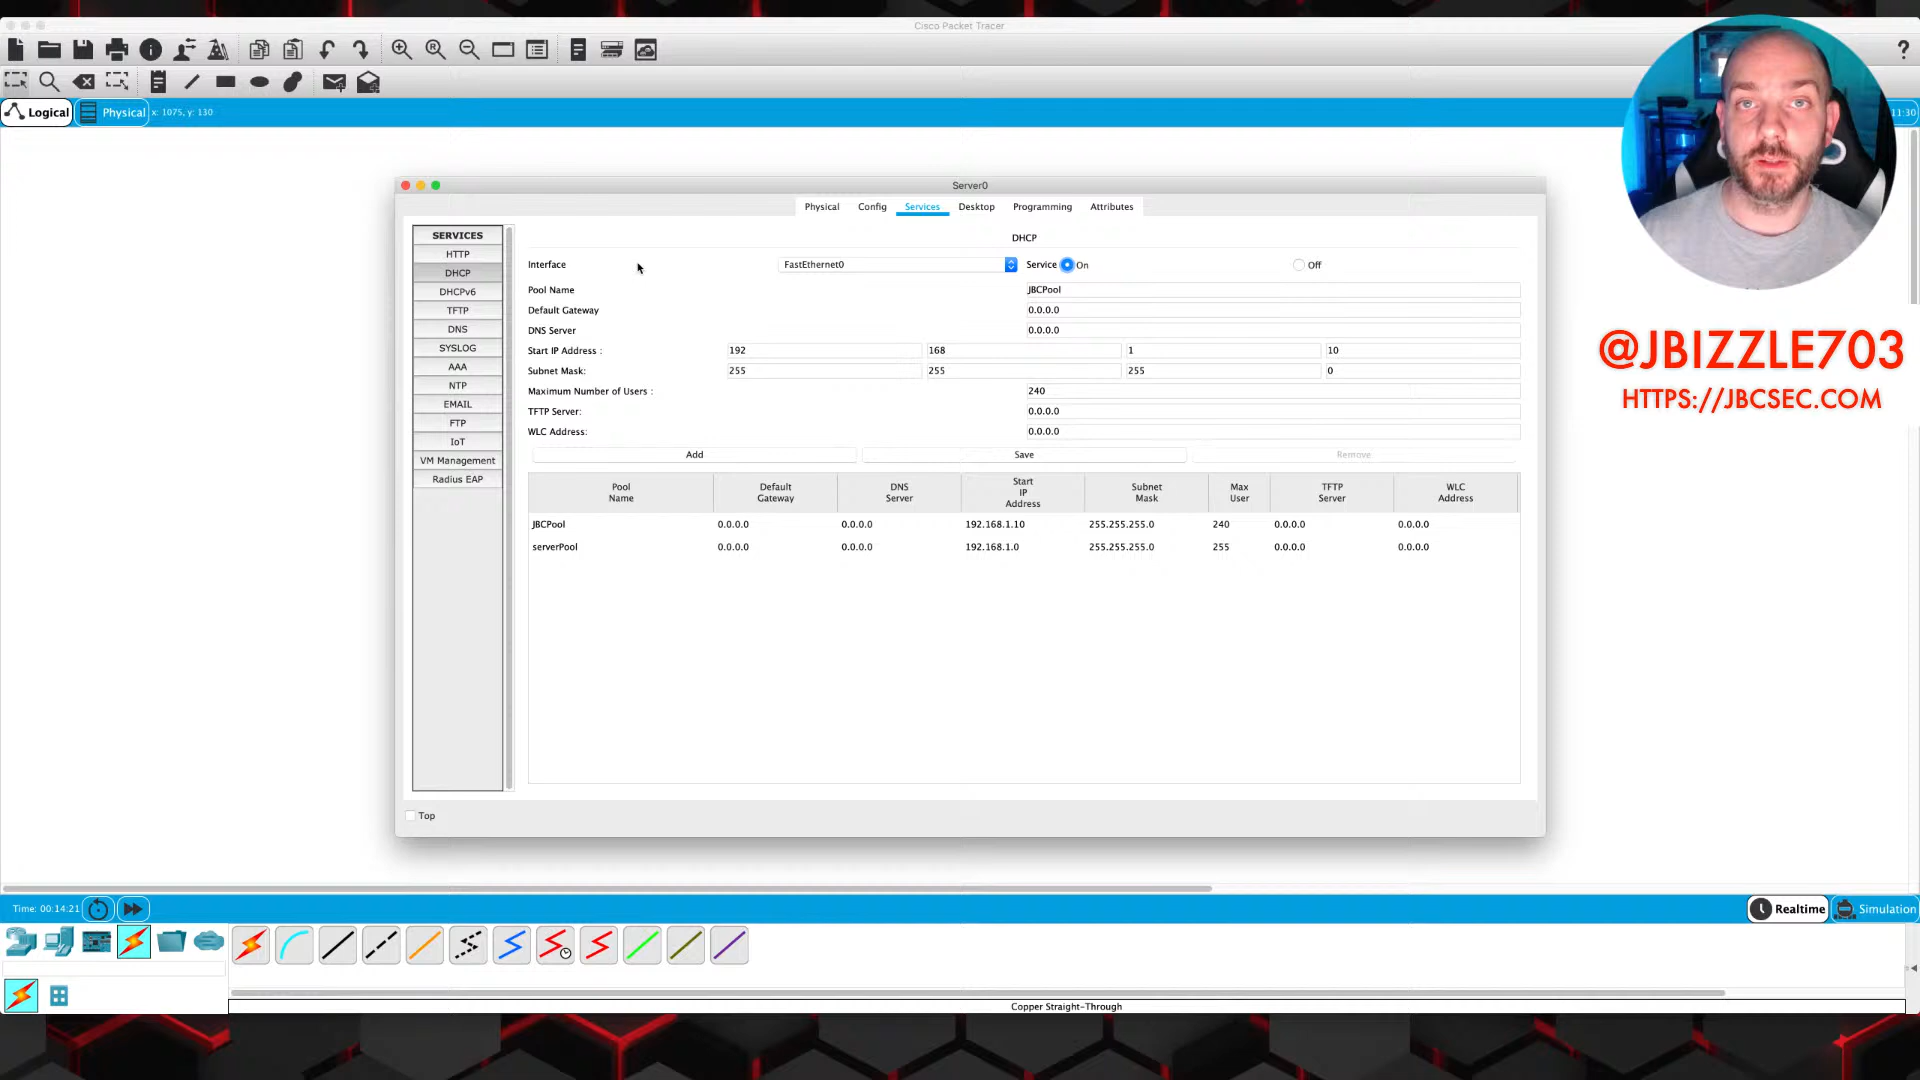 Cisco Packet Tracer
?
Logical
Physical x: 1075, y: 130
11:30
Server0
Physical Config Services Desktop Programming Attributes
SERVICES
HTTP
DHCP
DHCPv6
TFTP
DNS
SYSLOG
AAA
NTP
EMAIL
FTP
IoT
VM Management
Radius EAP
DHCP
Interface FastEthernet0 Service On Off
Pool Name JBCPool
Default Gateway 0.0.0.0
DNS Server 0.0.0.0
Start IP Address : 192 168 1 10
Subnet Mask: 255 255 255 0
Maximum Number of Users : 240
TFTP Server: 0.0.0.0
WLC Address: 0.0.0.0
Add Save Remove
Pool Name Default Gateway DNS Server Start IP Address Subnet Mask Max User TFTP Server WLC Address
JBCPool 0.0.0.0 0.0.0.0 192.168.1.10 255.255.255.0 240 0.0.0.0 0.0.0.0
serverPool 0.0.0.0 0.0.0.0 192.168.1.0 255.255.255.0 255 0.0.0.0 0.0.0.0
Top
@JBIZZLE703
HTTPS://JBCSEC.COM
Time: 00:14:21
Realtime Simulation
Copper Straight-Through